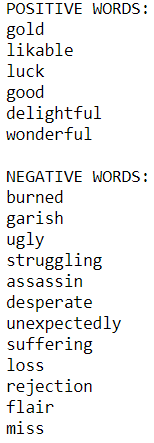 POSITIVE WORDS:
gold
likable
luck
good
delightful
wonderful

NEGATIVE WORDS:
burned
garish
ugly
struggling
assassin
desperate
unexpectedly
suffering
loss
rejection
flair
miss